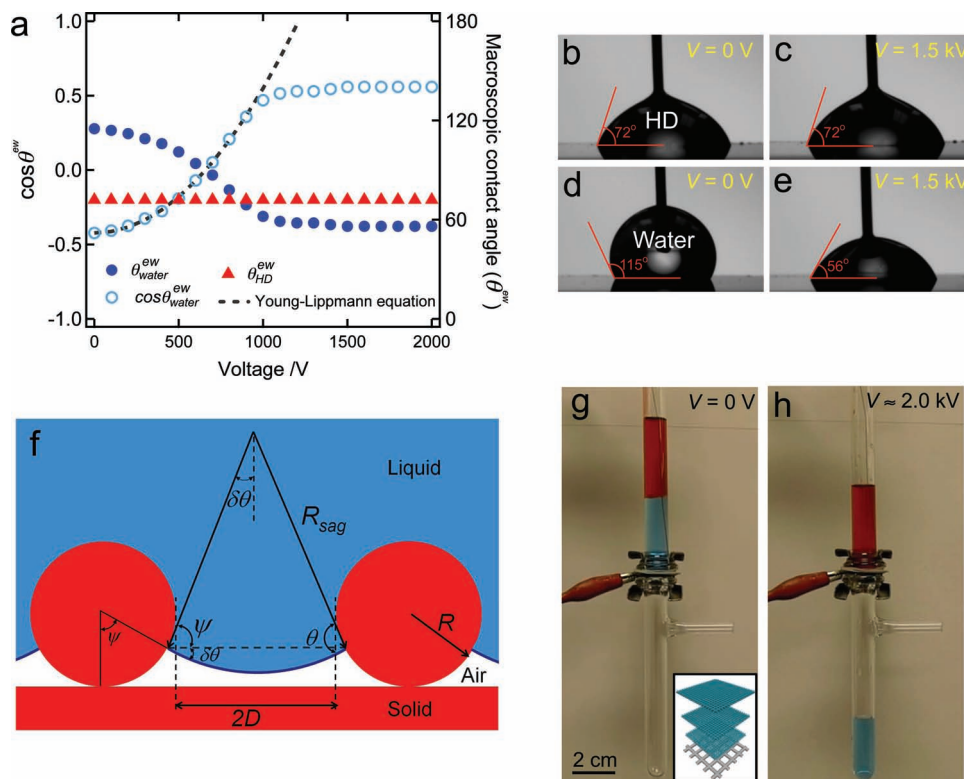 a
1.0
0.5
0.0
-0.5
-1.0
cosθ^ew
180
120
60
0
Macroscopic contact angle (θ^ew)
θ^ew_water
θ^ew_HD
cosθ^ew_water
Young-Lippmann equation
0 500 1000 1500 2000
Voltage /V
b
V = 0 V
HD
72°
c
V = 1.5 kV
72°
d
V = 0 V
Water
115°
e
V = 1.5 kV
56°
f
Liquid
δθ
R_sag
ψ
ψ
δθ
θ
R
Air
2D
Solid
g
V = 0 V
2 cm
h
V ≈ 2.0 kV